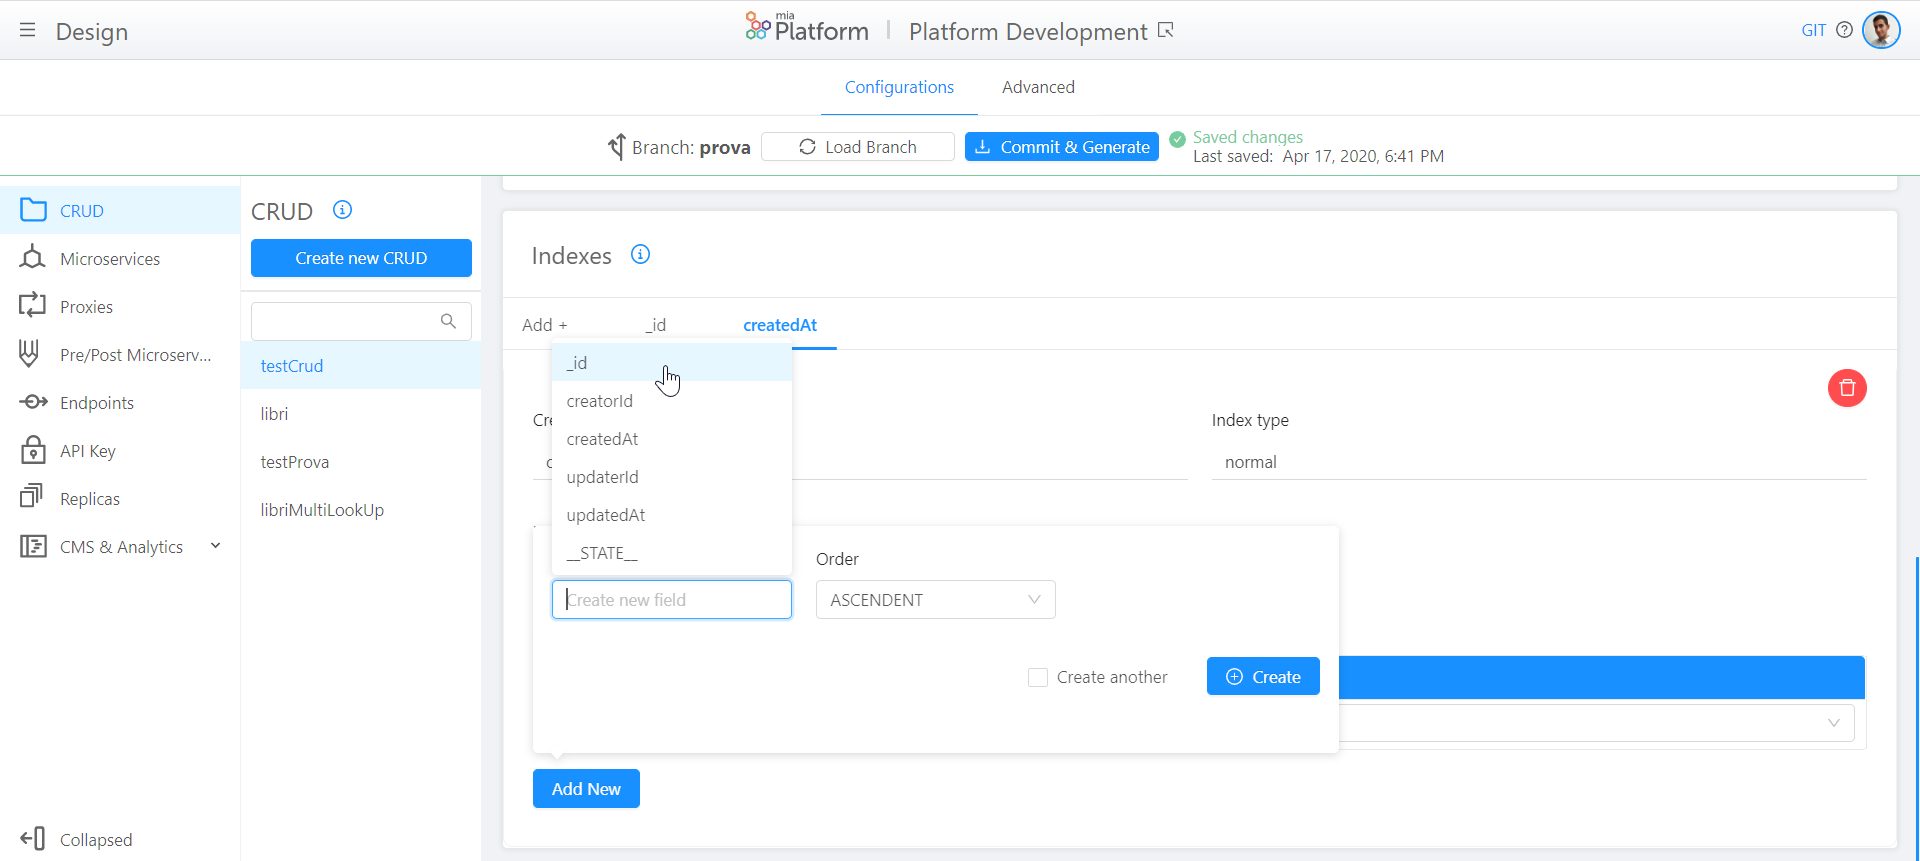 Design
mia
Platform
Platform Development
GIT
Configurations
Advanced
Branch: prova
Load Branch
Commit & Generate
Saved changes
Last saved: Apr 17, 2020, 6:41 PM
CRUD
Microservices
Proxies
Pre/Post Microserv...
Endpoints
API Key
Replicas
CMS & Analytics
Collapsed
CRUD
Create new CRUD
testCrud
libri
testProva
libriMultiLookUp
Indexes
Add +
_id
createdAt
_id
creatorId
createdAt
updaterId
updatedAt
__STATE__
Index type
normal
Order
Create new field
ASCENDENT
Create another
Create
Add New